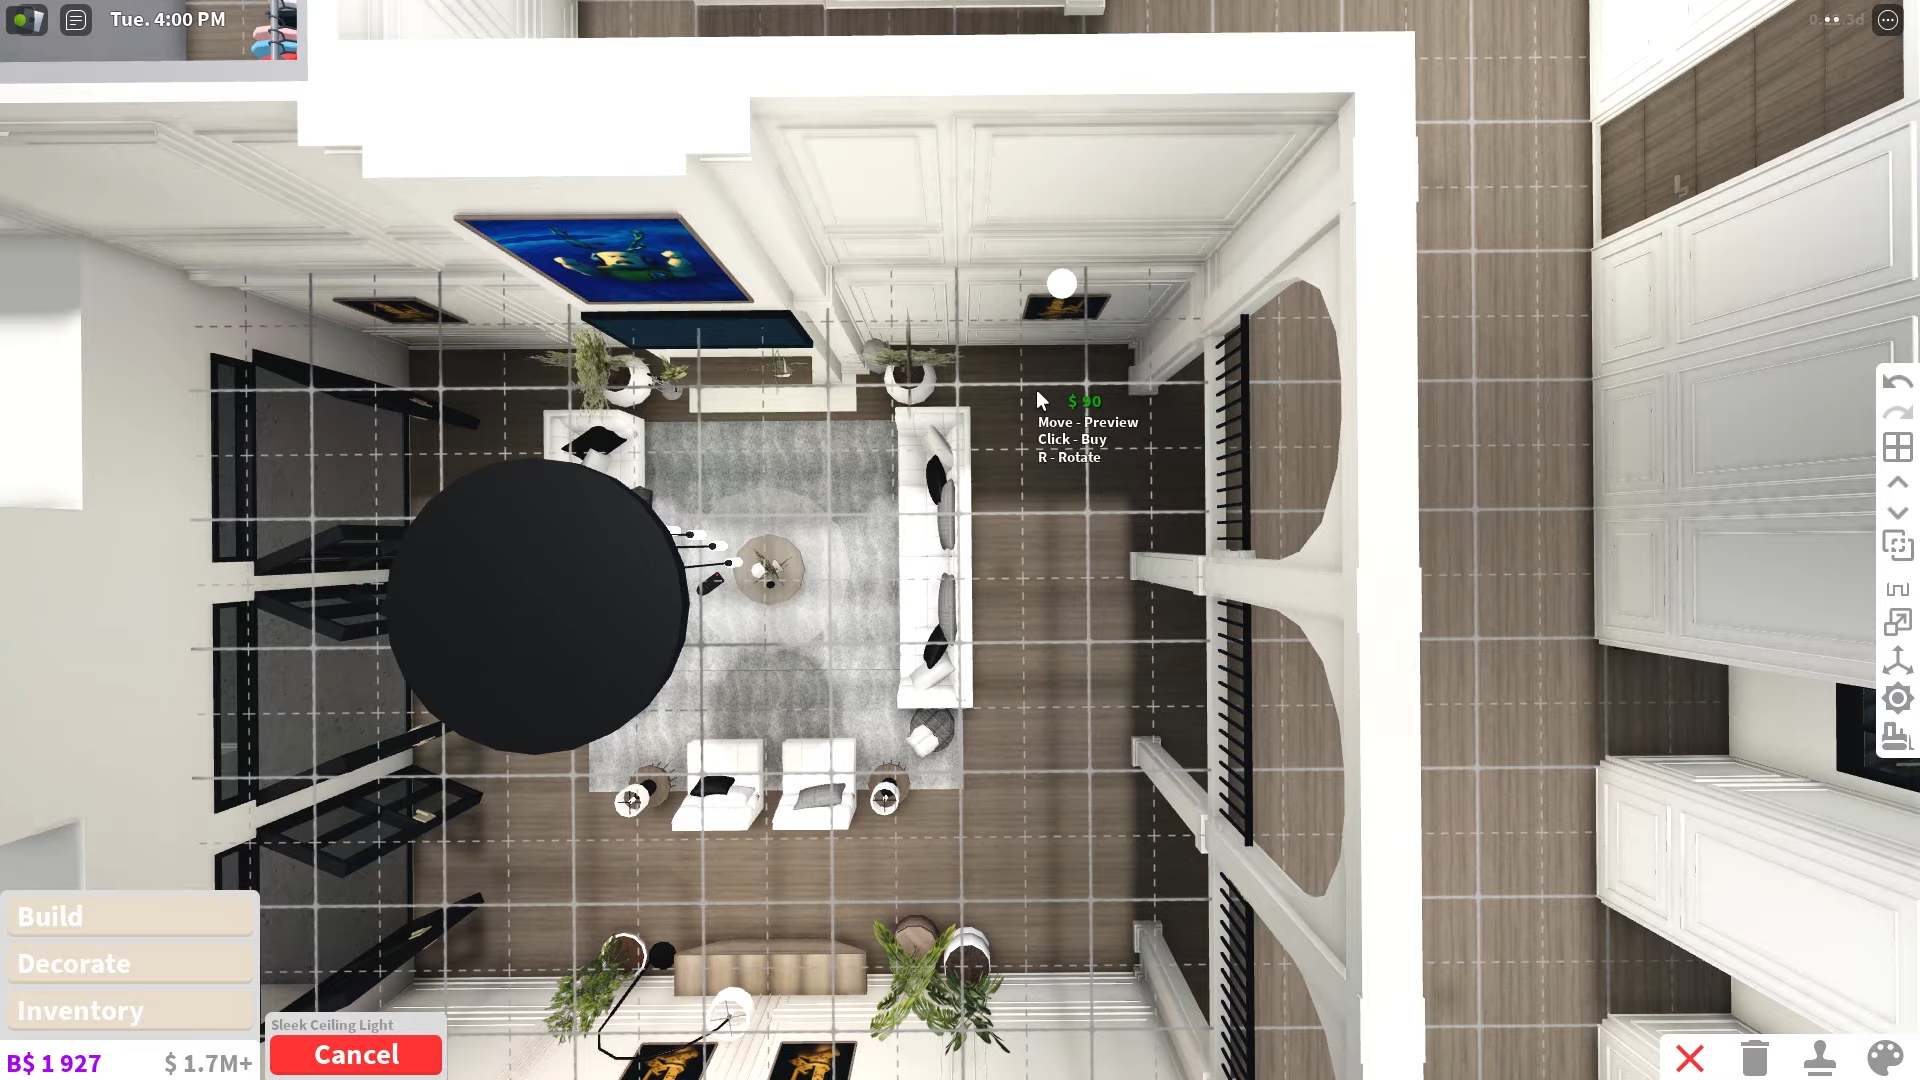 Tue. 4:00 PM
$ 90
Move - Preview
Click - Buy
R - Rotate
Build
Decorate
Inventory
Sleek Ceiling Light
Cancel
B$ 1 927
$ 1.7M+